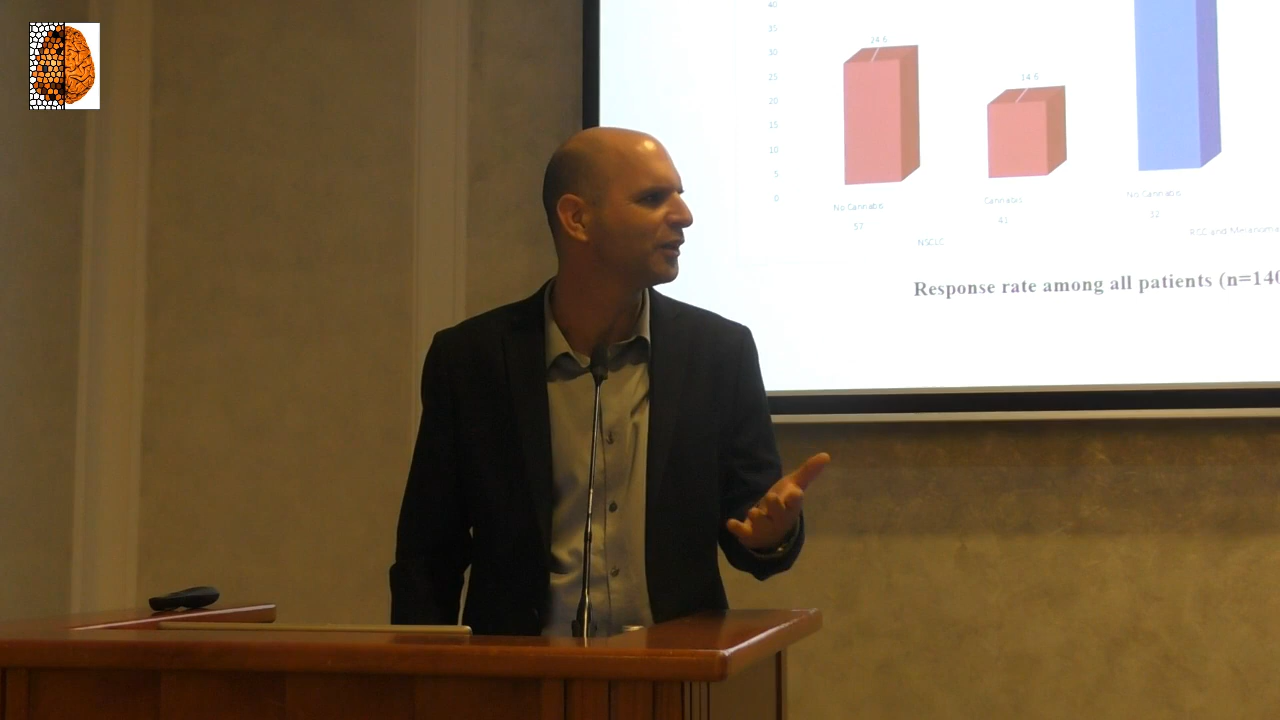 40
35
30
25
20
15
10
5
0
24.6
14.6
No Cannabis
Cannabis
No Cannabis
57
41
32
NSCLC
RCC and Melanoma
Response rate among all patients (n=140